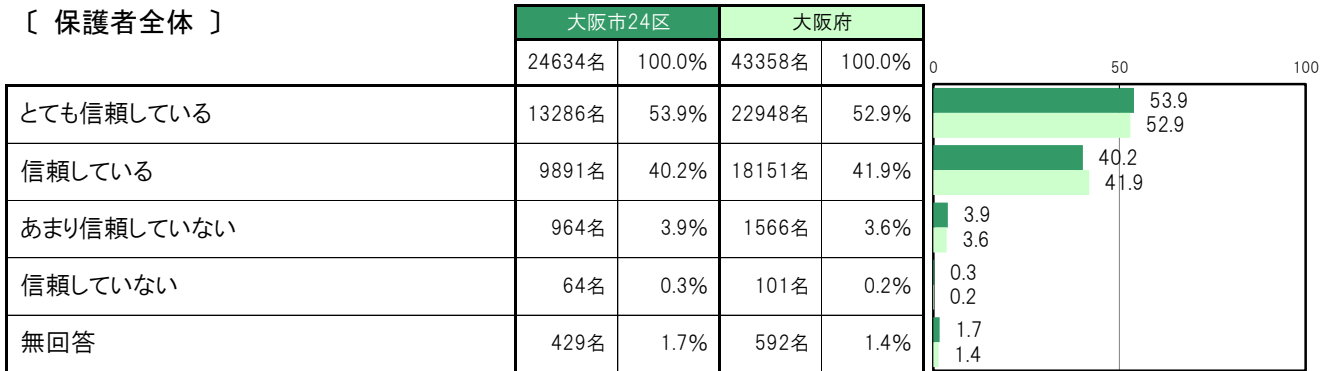 〔 保護者全体 〕
大阪市24区 大阪府
24634名 100.0% 43358名 100.0%
0 50 100
とても信頼している 13286名 53.9% 22948名 52.9% 53.9
52.9
信頼している 9891名 40.2% 18151名 41.9% 40.2
41.9
あまり信頼していない 964名 3.9% 1566名 3.6% 3.9
3.6
信頼していない 64名 0.3% 101名 0.2% 0.3
0.2
無回答 429名 1.7% 592名 1.4% 1.7
1.4